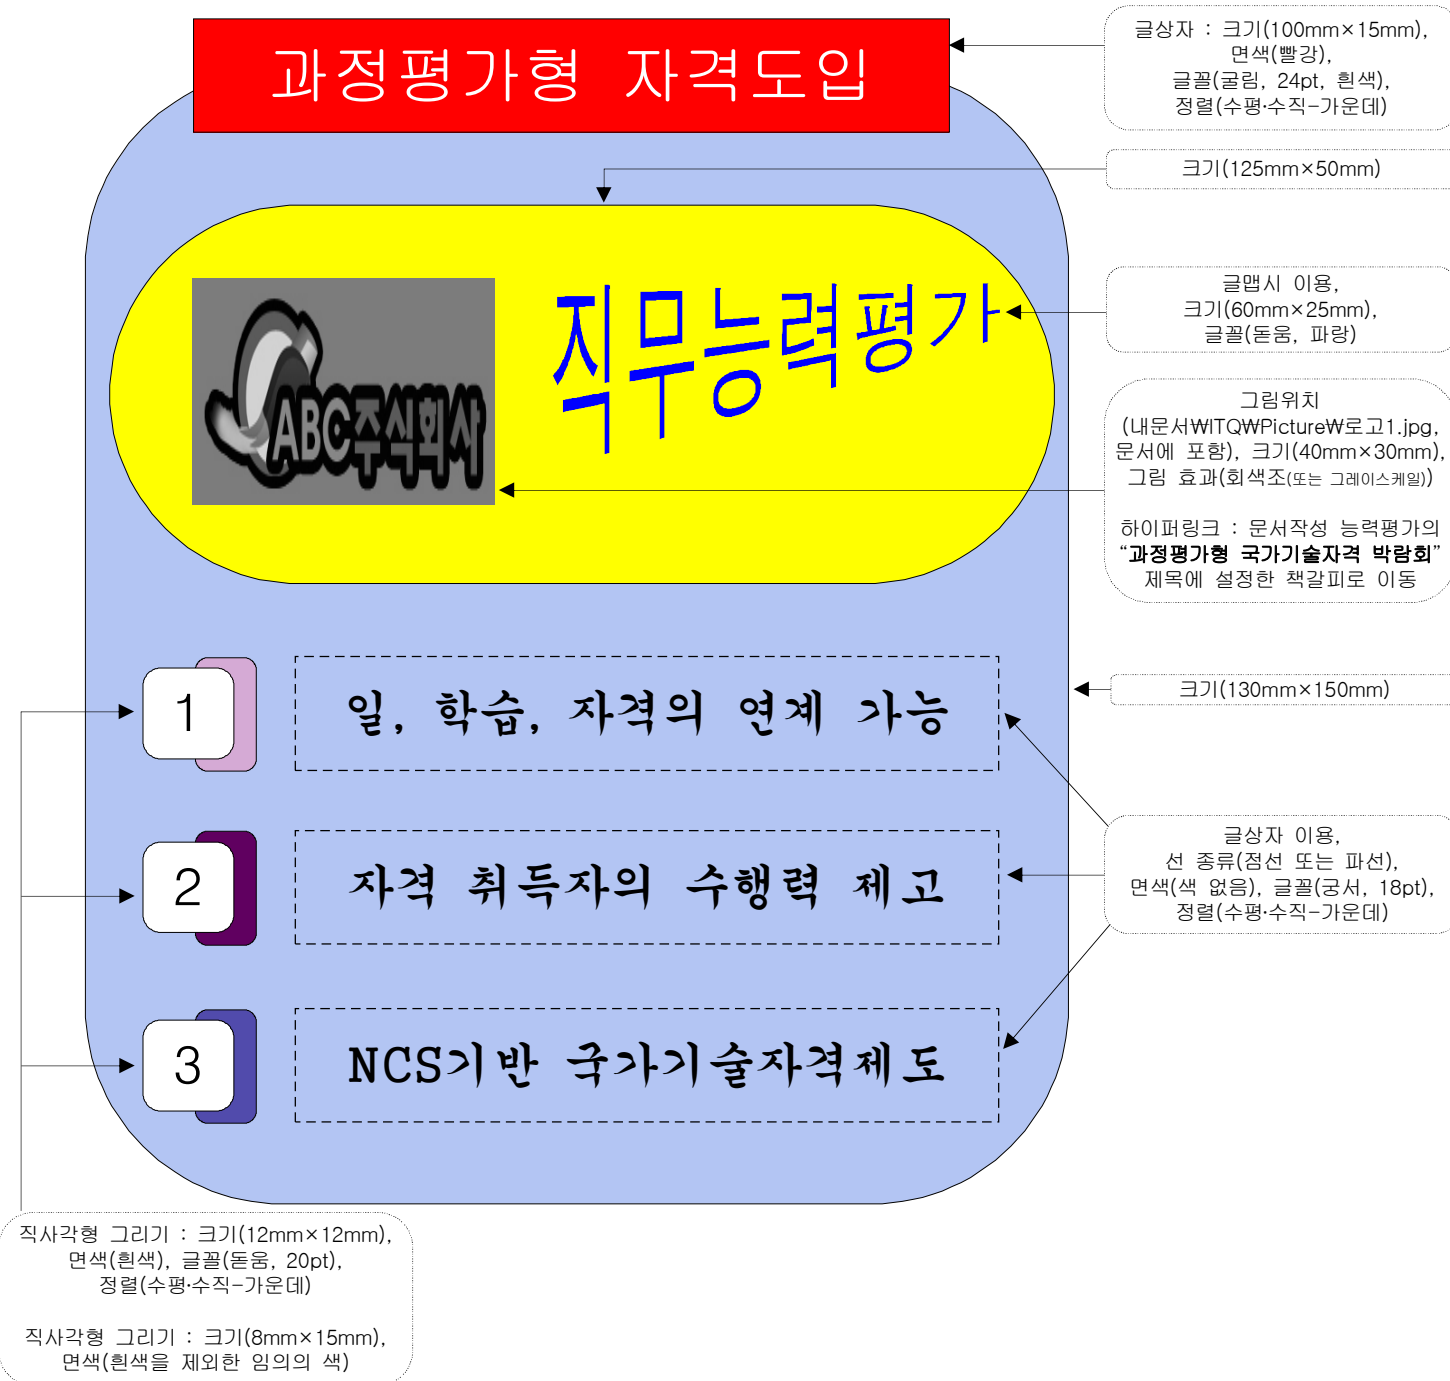 과정평가형 자격도입
글상자 : 크기(100mm×15mm),
면색(빨강),
글꼴(굴림, 24pt, 흰색),
정렬(수평·수직-가운데)
크기(125mm×50mm)
직무능력평가
글맵시 이용,
크기(60mm×25mm),
글꼴(돋움, 파랑)
ABC주식회사
그림위치
(내문서₩ITQ₩Picture₩로고1.jpg,
문서에 포함), 크기(40mm×30mm),
그림 효과(회색조(또는 그레이스케일))
하이퍼링크 : 문서작성 능력평가의
“과정평가형 국가기술자격 박람회”
제목에 설정한 책갈피로 이동
1
일, 학습, 자격의 연계 가능
크기(130mm×150mm)
2
자격 취득자의 수행력 제고
글상자 이용,
선 종류(점선 또는 파선),
면색(색 없음), 글꼴(궁서, 18pt),
정렬(수평·수직-가운데)
3
NCS기반 국가기술자격제도
직사각형 그리기 : 크기(12mm×12mm),
면색(흰색), 글꼴(돋움, 20pt),
정렬(수평·수직-가운데)
직사각형 그리기 : 크기(8mm×15mm),
면색(흰색을 제외한 임의의 색)